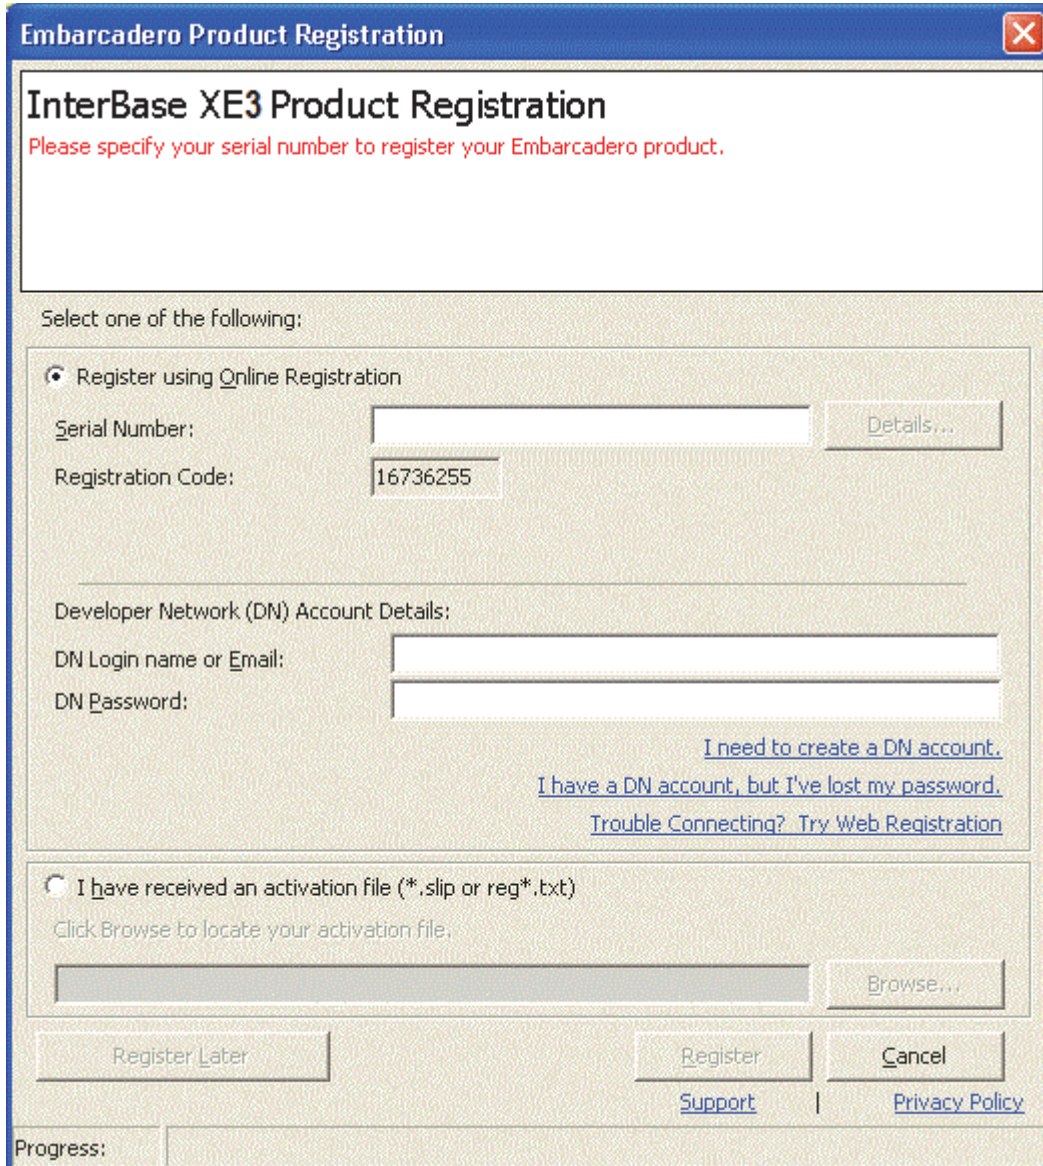 Embarcadero Product Registration
InterBase XE3 Product Registration
Please specify your serial number to register your Embarcadero product.
Select one of the following:
Register using Online Registration
Serial Number:
Details...
Registration Code:
16736255
Developer Network (DN) Account Details:
DN Login name or Email:
DN Password:
I need to create a DN account.
I have a DN account, but I've lost my password.
Trouble Connecting? Try Web Registration
I have received an activation file (*.slip or reg*.txt)
Click Browse to locate your activation file.
Browse...
Register Later
Register
Cancel
Support | Privacy Policy
Progress: